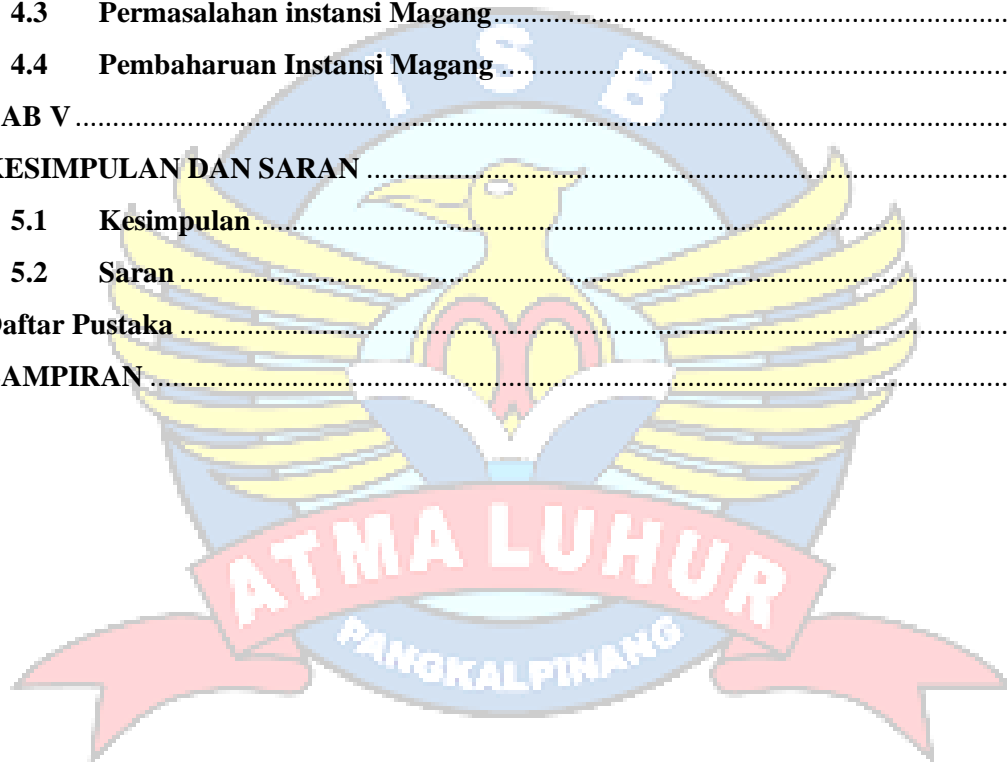 4.3 Permasalahan instansi Magang
4.4 Pembaharuan Instansi Magang
AB V
KESIMPULAN DAN SARAN
5.1 Kesimpulan
5.2 Saran
Daftar Pustaka
AMPIRAN
I S B
ATMA LUHUR
PANGKALPINANG